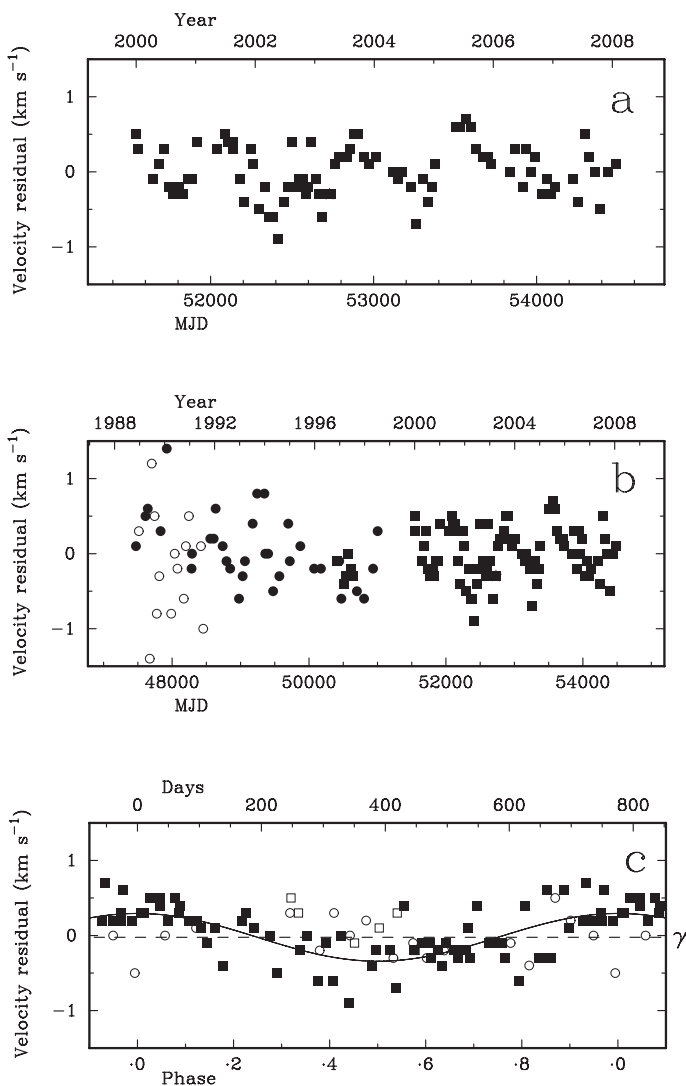 Year
2000 2002 2004 2006 2008
a
Velocity residual (km s⁻¹)
1
0
−1
52000 53000 54000
MJD
Year
1988 1992 1996 2000 2004 2008
b
Velocity residual (km s⁻¹)
1
0
−1
48000 50000 52000 54000
MJD
Days
0 200 400 600 800
c
Velocity residual (km s⁻¹)
1
0
−1
γ
·0 ·2 ·4 ·6 ·8 ·0
Phase